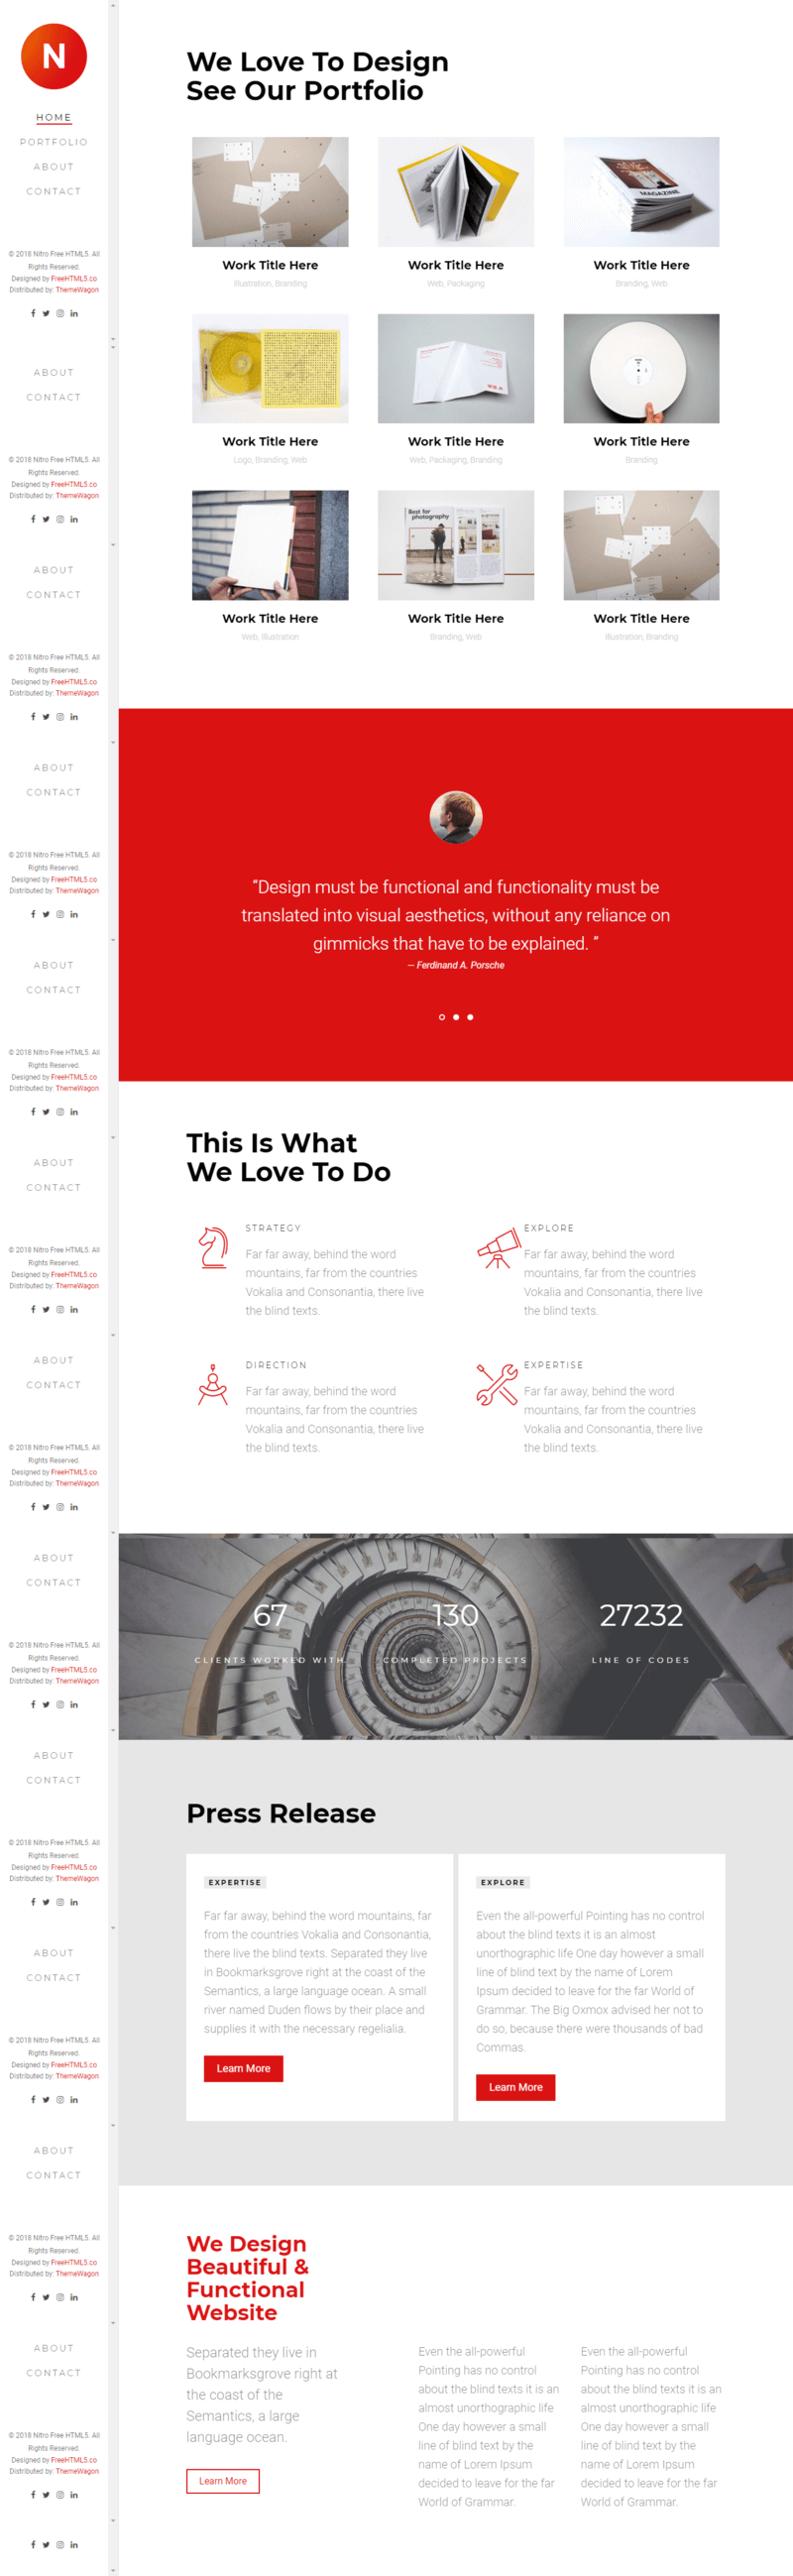 N
HOME
PORTFOLIO
ABOUT
CONTACT
© 2018 Nitro Free HTML5. All
Rights Reserved.
Designed by FreeHTML5.co
Distributed by: ThemeWagon
ABOUT
CONTACT
© 2018 Nitro Free HTML5. All
Rights Reserved.
Designed by FreeHTML5.co
Distributed by: ThemeWagon
ABOUT
CONTACT
© 2018 Nitro Free HTML5. All
Rights Reserved.
Designed by FreeHTML5.co
Distributed by: ThemeWagon
ABOUT
CONTACT
© 2018 Nitro Free HTML5. All
Rights Reserved.
Designed by FreeHTML5.co
Distributed by: ThemeWagon
ABOUT
CONTACT
© 2018 Nitro Free HTML5. All
Rights Reserved.
Designed by FreeHTML5.co
Distributed by: ThemeWagon
ABOUT
CONTACT
© 2018 Nitro Free HTML5. All
Rights Reserved.
Designed by FreeHTML5.co
Distributed by: ThemeWagon
ABOUT
CONTACT
© 2018 Nitro Free HTML5. All
Rights Reserved.
Designed by FreeHTML5.co
Distributed by: ThemeWagon
ABOUT
CONTACT
© 2018 Nitro Free HTML5. All
Rights Reserved.
Designed by FreeHTML5.co
Distributed by: ThemeWagon
ABOUT
CONTACT
© 2018 Nitro Free HTML5. All
Rights Reserved.
Designed by FreeHTML5.co
Distributed by: ThemeWagon
ABOUT
CONTACT
© 2018 Nitro Free HTML5. All
Rights Reserved.
Designed by FreeHTML5.co
Distributed by: ThemeWagon
ABOUT
CONTACT
© 2018 Nitro Free HTML5. All
Rights Reserved.
Designed by FreeHTML5.co
Distributed by: ThemeWagon
ABOUT
CONTACT
© 2018 Nitro Free HTML5. All
Rights Reserved.
Designed by FreeHTML5.co
Distributed by: ThemeWagon
We Love To Design
See Our Portfolio
MAGAZINE
Work Title Here
Illustration, Branding
Work Title Here
Web, Packaging
Work Title Here
Branding, Web
Work Title Here
Logo, Branding, Web
Work Title Here
Web, Packaging, Branding
Work Title Here
Branding
Best for
photography
Work Title Here
Web, Illustration
Work Title Here
Branding, Web
Work Title Here
Illustration, Branding
“Design must be functional and functionality must be
translated into visual aesthetics, without any reliance on
gimmicks that have to be explained. ”
— Ferdinand A. Porsche
This Is What
We Love To Do
STRATEGY
Far far away, behind the word
mountains, far from the countries
Vokalia and Consonantia, there live
the blind texts.
EXPLORE
Far far away, behind the word
mountains, far from the countries
Vokalia and Consonantia, there live
the blind texts.
DIRECTION
Far far away, behind the word
mountains, far from the countries
Vokalia and Consonantia, there live
the blind texts.
EXPERTISE
Far far away, behind the word
mountains, far from the countries
Vokalia and Consonantia, there live
the blind texts.
67
CLIENTS WORKED WITH
130
COMPLETED PROJECTS
27232
LINE OF CODES
Press Release
EXPERTISE
Far far away, behind the word mountains, far
from the countries Vokalia and Consonantia,
there live the blind texts. Separated they live
in Bookmarksgrove right at the coast of the
Semantics, a large language ocean. A small
river named Duden flows by their place and
supplies it with the necessary regelialia.
Learn More
EXPLORE
Even the all-powerful Pointing has no control
about the blind texts it is an almost
unorthographic life One day however a small
line of blind text by the name of Lorem
Ipsum decided to leave for the far World of
Grammar. The Big Oxmox advised her not to
do so, because there were thousands of bad
Commas.
Learn More
We Design
Beautiful &
Functional
Website
Separated they live in
Bookmarksgrove right at
the coast of the
Semantics, a large
language ocean.
Learn More
Even the all-powerful
Pointing has no control
about the blind texts it is an
almost unorthographic life
One day however a small
line of blind text by the
name of Lorem Ipsum
decided to leave for the far
World of Grammar.
Even the all-powerful
Pointing has no control
about the blind texts it is an
almost unorthographic life
One day however a small
line of blind text by the
name of Lorem Ipsum
decided to leave for the far
World of Grammar.